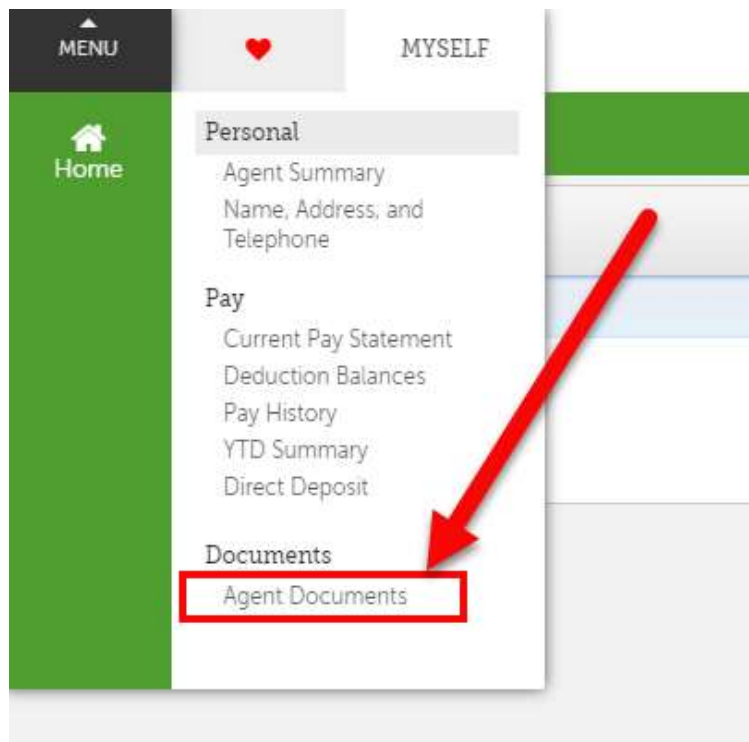 MENU
MYSELF
Home
Personal
Agent Summary
Name, Address, and
Telephone
Pay
Current Pay Statement
Deduction Balances
Pay History
YTD Summary
Direct Deposit
Documents
Agent Documents